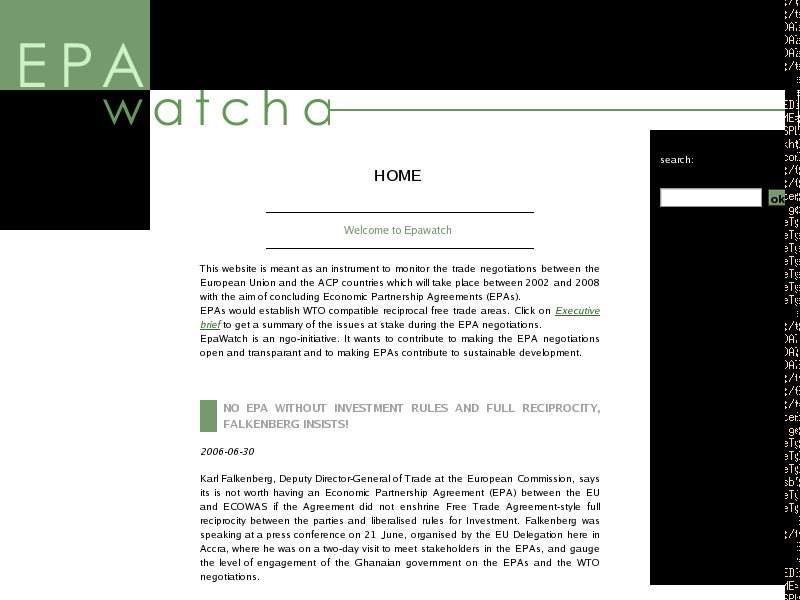 EPA
watcha
search:
ok
HOME
Welcome to Epawatch
This website is meant as an instrument to monitor the trade negotiations between the
European Union and the ACP countries which will take place between 2002 and 2008
with the aim of concluding Economic Partnership Agreements (EPAs).
EPAs would establish WTO compatible reciprocal free trade areas. Click on Executive
brief to get a summary of the issues at stake during the EPA negotiations.
EpaWatch is an ngo-initiative. It wants to contribute to making the EPA negotiations
open and transparant and to making EPAs contribute to sustainable development.
NO EPA WITHOUT INVESTMENT RULES AND FULL RECIPROCITY,
FALKENBERG INSISTS!
2006-06-30
Karl Falkenberg, Deputy Director-General of Trade at the European Commission, says
its is not worth having an Economic Partnership Agreement (EPA) between the EU
and ECOWAS if the Agreement did not enshrine Free Trade Agreement-style full
reciprocity between the parties and liberalised rules for Investment. Falkenberg was
speaking at a press conference on 21 June, organised by the EU Delegation here in
Accra, where he was on a two-day visit to meet stakeholders in the EPAs, and gauge
the level of engagement of the Ghanaian government on the EPAs and the WTO
negotiations.